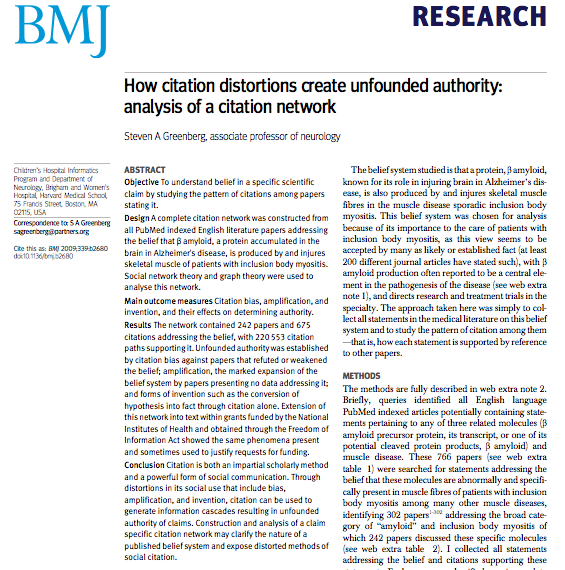 BMJ
RESEARCH
How citation distortions create unfounded authority:
analysis of a citation network
Steven A Greenberg, associate professor of neurology
Children's Hospital Informatics
Program and Department of
Neurology, Brigham and Women's
Hospital, Harvard Medical School,
75 Francis Street, Boston, MA
02115, USA
Correspondence to: S A Greenberg
sagreenberg@partners.org
Cite this as: BMJ 2009;339:b2680
doi:10.1136/bmj.b2680
ABSTRACT
Objective To understand belief in a specific scientific
claim by studying the pattern of citations among papers
stating it.
Design A complete citation network was constructed from
all PubMed indexed English literature papers addressing
the belief that β amyloid, a protein accumulated in the
brain in Alzheimer's disease, is produced by and injures
skeletal muscle of patients with inclusion body myositis.
Social network theory and graph theory were used to
analyse this network.
Main outcome measures Citation bias, amplification, and
invention, and their effects on determining authority.
Results The network contained 242 papers and 675
citations addressing the belief, with 220 553 citation
paths supporting it. Unfounded authority was established
by citation bias against papers that refuted or weakened
the belief; amplification, the marked expansion of the
belief system by papers presenting no data addressing it;
and forms of invention such as the conversion of
hypothesis into fact through citation alone. Extension of
this network into text within grants funded by the National
Institutes of Health and obtained through the Freedom of
Information Act showed the same phenomena present
and sometimes used to justify requests for funding.
Conclusion Citation is both an impartial scholarly method
and a powerful form of social communication. Through
distortions in its social use that include bias,
amplification, and invention, citation can be used to
generate information cascades resulting in unfounded
authority of claims. Construction and analysis of a claim
specific citation network may clarify the nature of a
published belief system and expose distorted methods of
social citation.
The belief system studied is that a protein, β amyloid,
known for its role in injuring brain in Alzheimer's dis-
ease, is also produced by and injures skeletal muscle
fibres in the muscle disease sporadic inclusion body
myositis. This belief system was chosen for analysis
because of its importance to the care of patients with
inclusion body myositis, as this view seems to be
accepted by many as likely or established fact (at least
200 different journal articles have stated such), with β
amyloid production often reported to be a central ele-
ment in the pathogenesis of the disease (see web extra
note 1), and directs research and treatment trials in the
specialty. The approach taken here was simply to col-
lect all statements in the medical literature on this belief
system and to study the pattern of citation among them
—that is, how each statement is supported by reference
to other papers.
METHODS
The methods are fully described in web extra note 2.
Briefly, queries identified all English language
PubMed indexed articles potentially containing state-
ments pertaining to any of three related molecules (β
amyloid precursor protein, its transcript, or one of its
potential cleaved protein products, β amyloid) and
muscle disease. These 766 papers (see web extra
table 1) were searched for statements addressing the
belief that these molecules are abnormally and specifi-
cally present in muscle fibres of patients with inclusion
body myositis among many other muscle diseases,
identifying 302 papers1-302 addressing the broad cate-
gory of "amyloid" and inclusion body myositis of
which 242 papers discussed these specific molecules
(see web extra table 2). I collected all statements
addressing the belief and citations supporting these